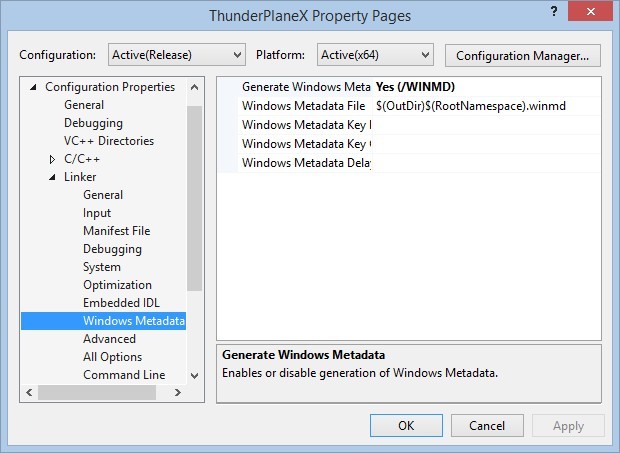 ThunderPlaneX Property Pages
Configuration: Active(Release) Platform: Active(x64) Configuration Manager...
Configuration Properties
General
Debugging
VC++ Directories
C/C++
Linker
General
Input
Manifest File
Debugging
System
Optimization
Embedded IDL
Windows Metadata
Advanced
All Options
Command Line
Generate Windows Meta Yes (/WINMD)
Windows Metadata File $(OutDir)$(RootNamespace).winmd
Windows Metadata Key
Windows Metadata Key
Windows Metadata Dela
Generate Windows Metadata
Enables or disable generation of Windows Metadata.
OK Cancel Apply